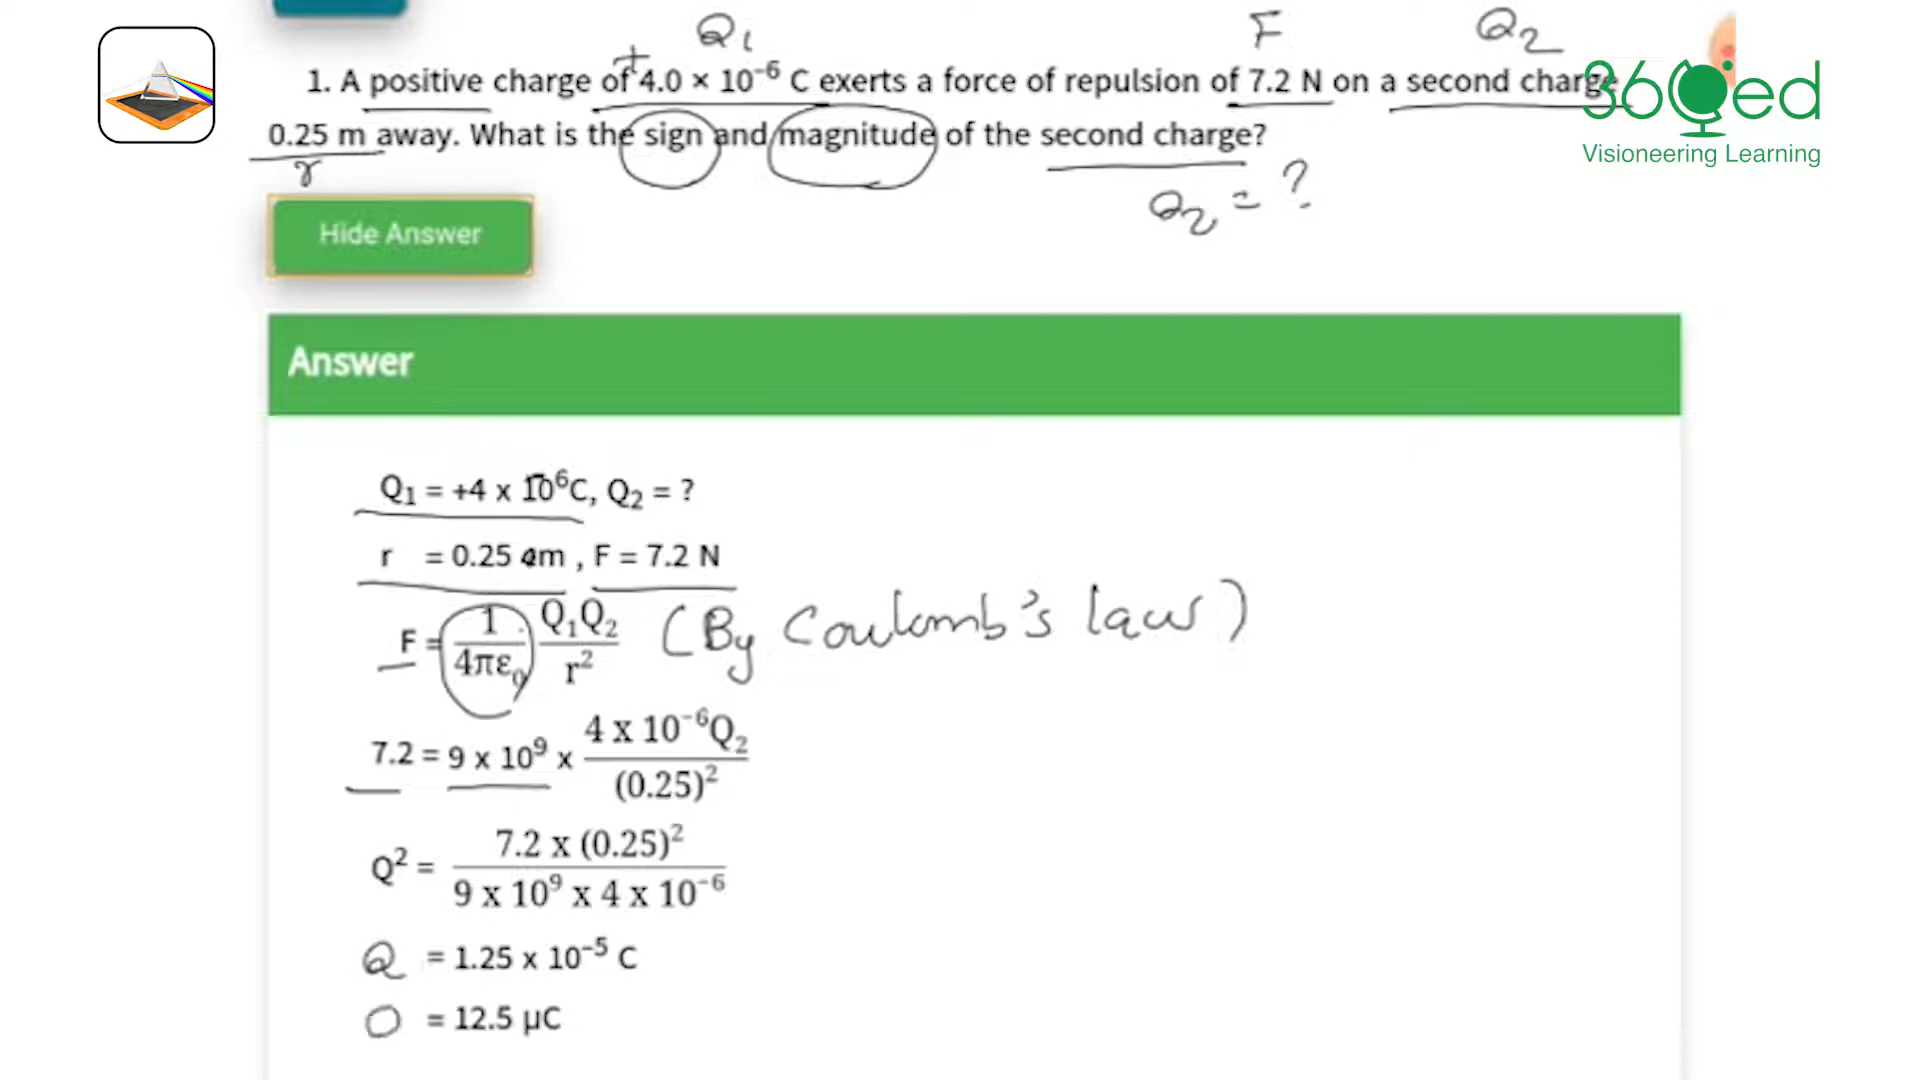 Q1 F Q2
+
1. A positive charge of 4.0 × 10⁻⁶ C exerts a force of repulsion of 7.2 N on a second charge
0.25 m away. What is the sign and magnitude of the second charge?
r
Q2 = ?
360ed
Visioneering Learning
Hide Answer
Answer
Q₁ = +4 x 10⁻⁶C, Q₂ = ?
r = 0.25 m , F = 7.2 N
F = 1/4πε₀ Q₁Q₂/r² (By Coulomb's law)
7.2 = 9 x 10⁹ x 4 x 10⁻⁶Q₂/(0.25)²
Q² = 7.2 x (0.25)²/9 x 10⁹ x 4 x 10⁻⁶
Q = 1.25 x 10⁻⁵ C
= 12.5 µC